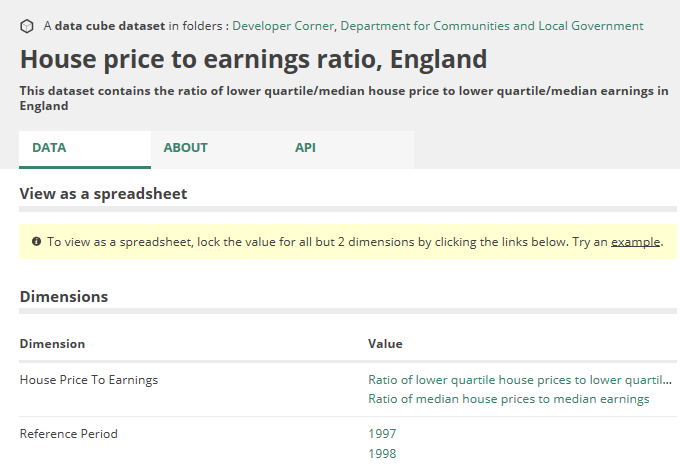 A data cube dataset in folders : Developer Corner, Department for Communities and Local Government
House price to earnings ratio, England
This dataset contains the ratio of lower quartile/median house price to lower quartile/median earnings in
England
DATA ABOUT API
View as a spreadsheet
To view as a spreadsheet, lock the value for all but 2 dimensions by clicking the links below. Try an example.
Dimensions
Dimension Value
House Price To Earnings Ratio of lower quartile house prices to lower quartil...
Ratio of median house prices to median earnings
Reference Period 1997
1998